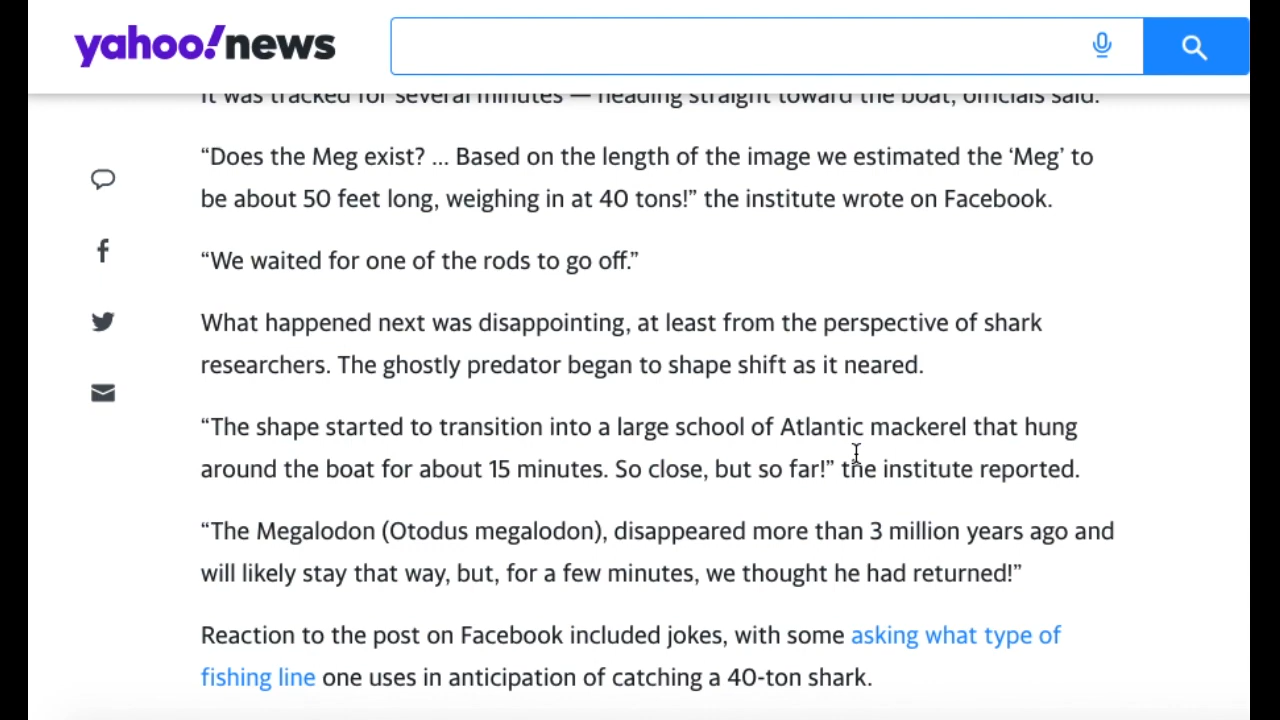 yahoo!news
It was tracked for several minutes — heading straight toward the boat, officials said.
“Does the Meg exist? ... Based on the length of the image we estimated the ‘Meg’ to
be about 50 feet long, weighing in at 40 tons!” the institute wrote on Facebook.
“We waited for one of the rods to go off.”
What happened next was disappointing, at least from the perspective of shark
researchers. The ghostly predator began to shape shift as it neared.
“The shape started to transition into a large school of Atlantic mackerel that hung
around the boat for about 15 minutes. So close, but so far!” the institute reported.
“The Megalodon (Otodus megalodon), disappeared more than 3 million years ago and
will likely stay that way, but, for a few minutes, we thought he had returned!”
Reaction to the post on Facebook included jokes, with some asking what type of
fishing line one uses in anticipation of catching a 40-ton shark.